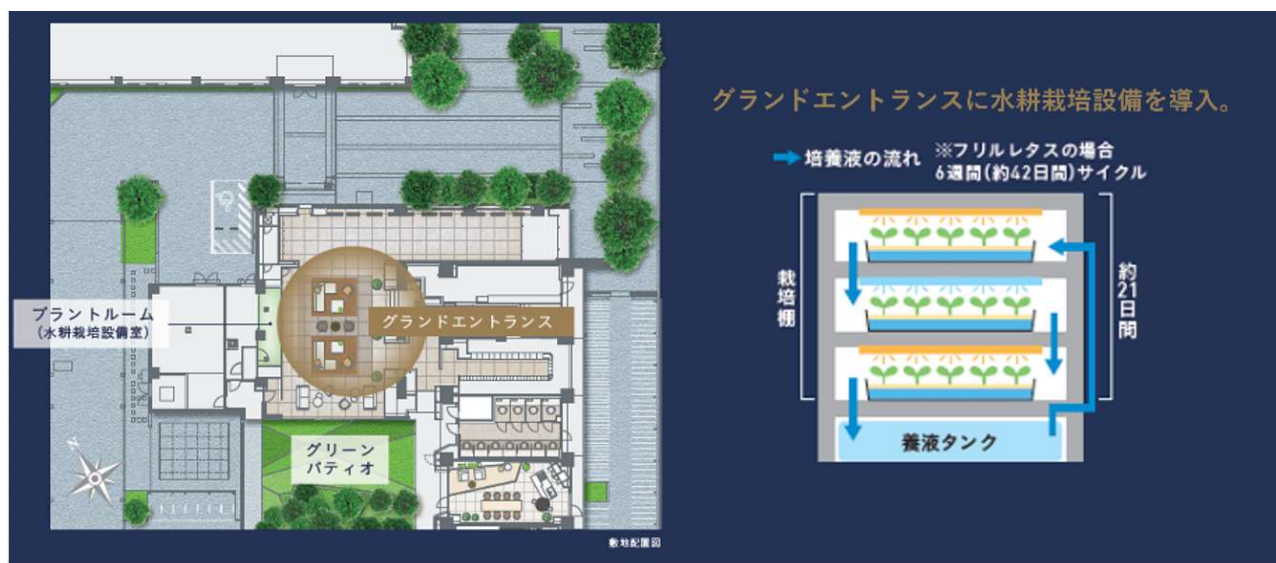 グランドエントランスに水耕栽培設備を導入。
培養液の流れ
※フリルレタスの場合
6週間(約42日間)サイクル
栽培棚
約21日間
養液タンク
プラントルーム
(水耕栽培設備室)
グランドエントランス
グリーン
パティオ
N
敷地配置図